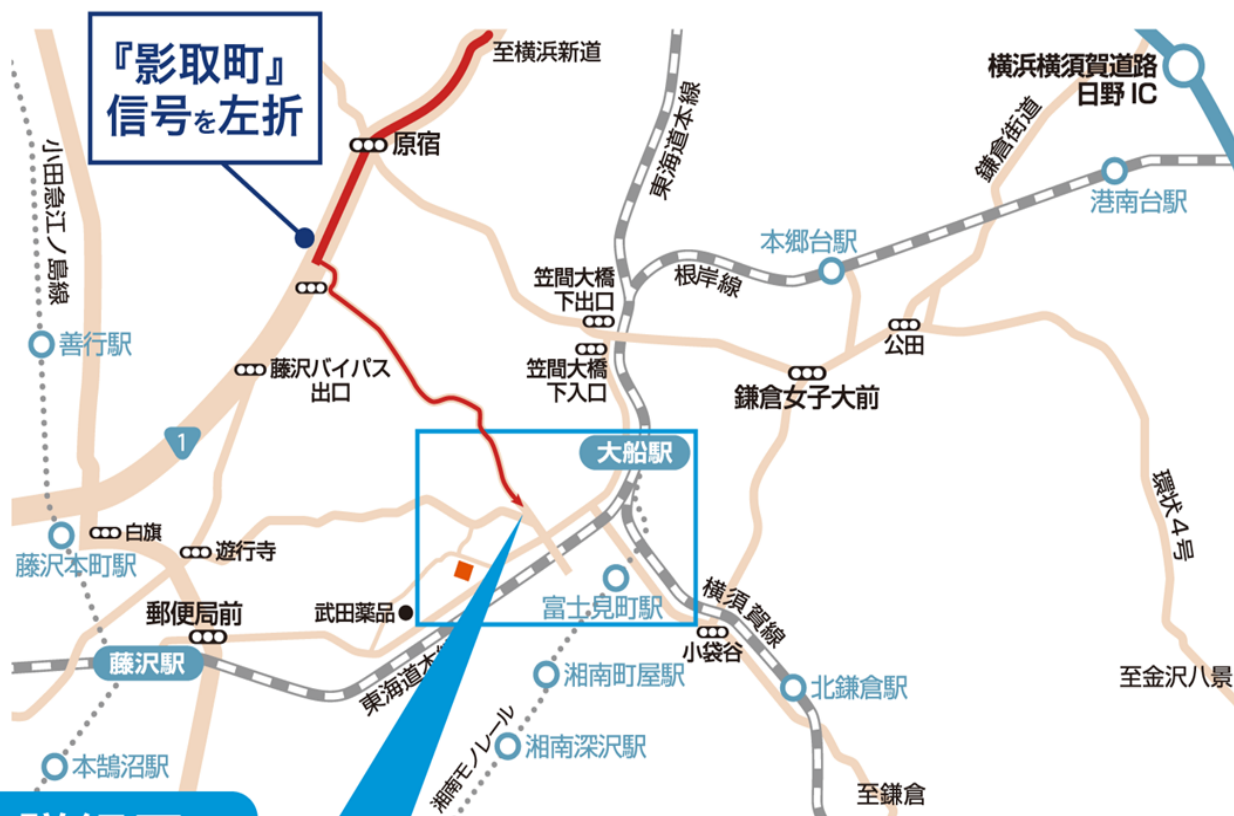 『影取町』
信号を左折
至横浜新道
原宿
東海道本線
横浜横須賀道路
日野 IC
鎌倉街道
港南台駅
小田急江ノ島線
本郷台駅
根岸線
笠間大橋
下出口
公田
善行駅
笠間大橋
下入口
藤沢バイパス
出口
鎌倉女子大前
1
大船駅
環状4号
白旗
藤沢本町駅
遊行寺
富士見町駅
横須賀線
武田薬品
郵便局前
小袋谷
藤沢駅
東海道本
湘南町屋駅
北鎌倉駅
至金沢八景
湘南深沢駅
湘南モノレール
本鵠沼駅
至鎌倉